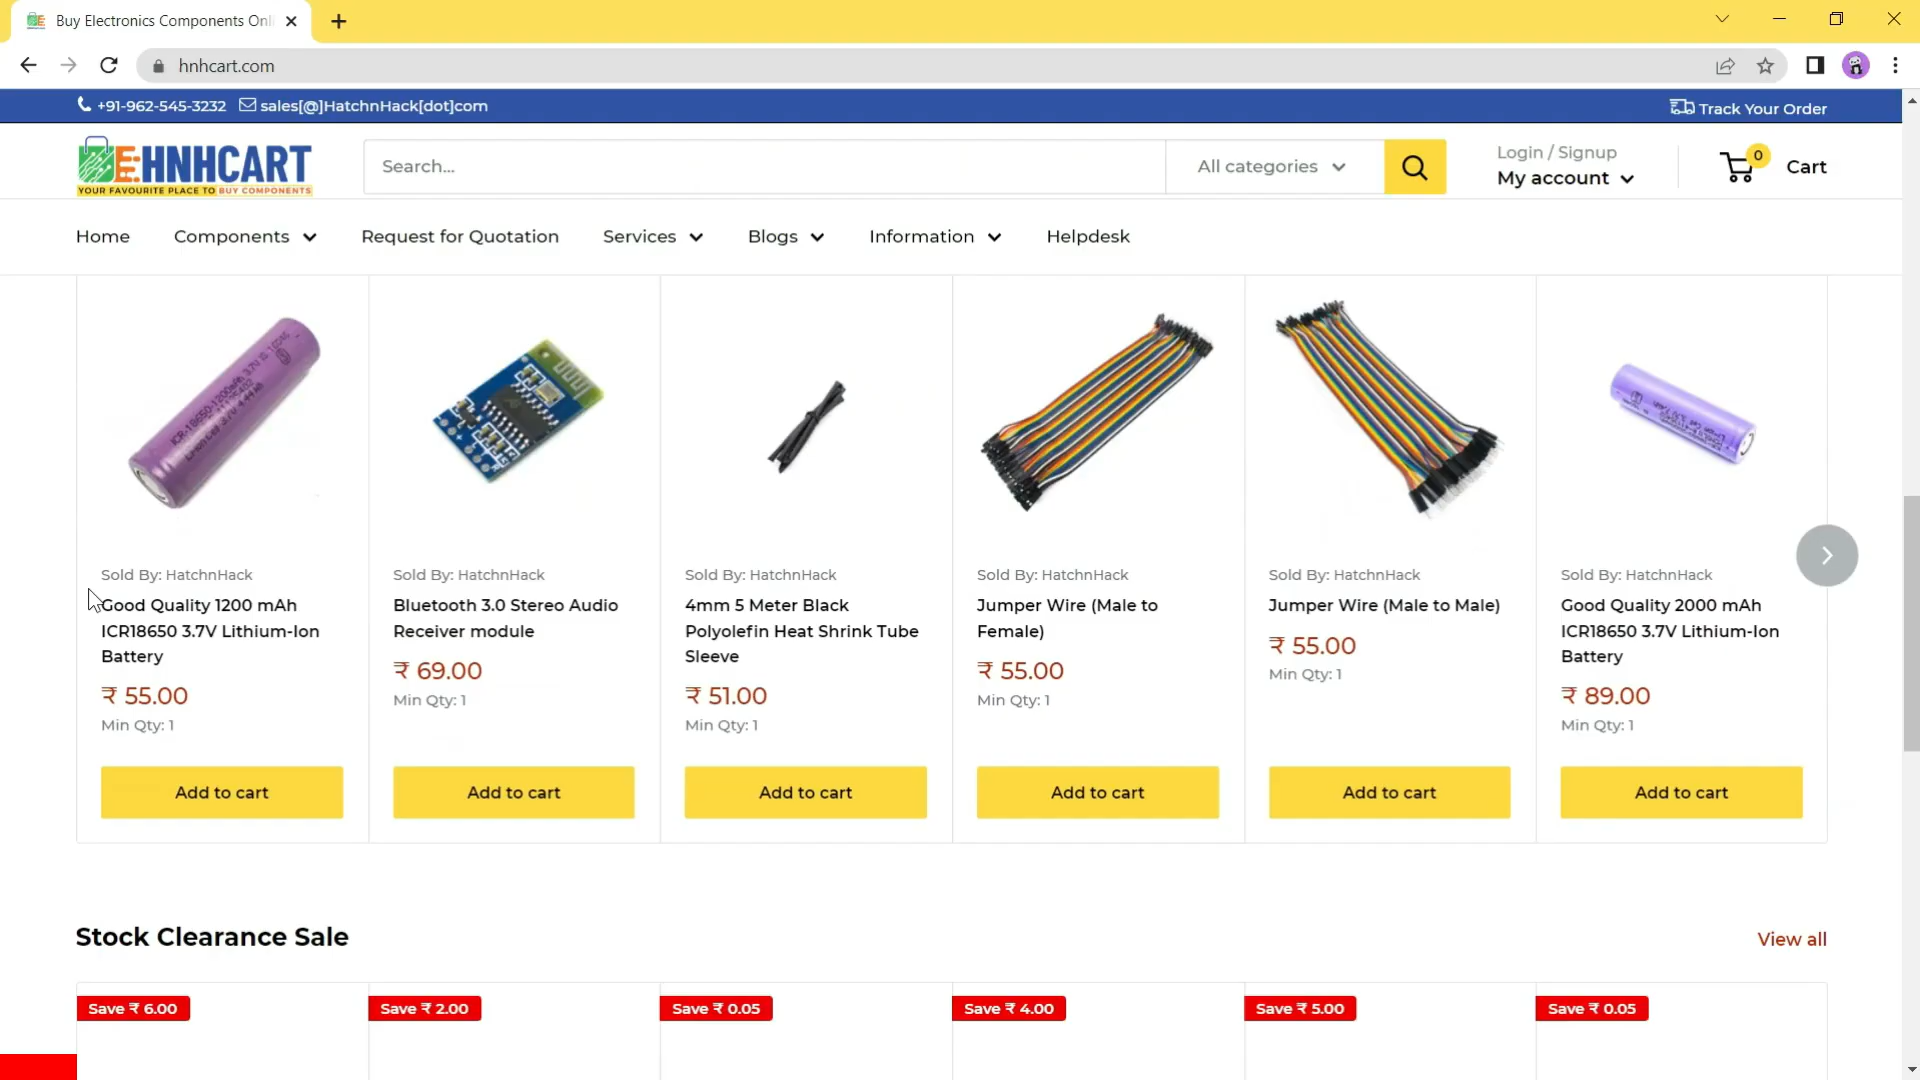 Buy Electronics Components Onli
hnhcart.com
+91-962-545-3232 sales[@]HatchnHack[dot]com
Track Your Order
HNHCART
YOUR FAVOURITE PLACE TO BUY COMPONENTS
Search...
All categories
Login / Signup
My account
0
Cart
Home Components Request for Quotation Services Blogs Information Helpdesk
Sold By: HatchnHack
Good Quality 1200 mAh
ICR18650 3.7V Lithium-Ion
Battery
₹ 55.00
Min Qty: 1
Add to cart
Sold By: HatchnHack
Bluetooth 3.0 Stereo Audio
Receiver module
₹ 69.00
Min Qty: 1
Add to cart
Sold By: HatchnHack
4mm 5 Meter Black
Polyolefin Heat Shrink Tube
Sleeve
₹ 51.00
Min Qty: 1
Add to cart
Sold By: HatchnHack
Jumper Wire (Male to
Female)
₹ 55.00
Min Qty: 1
Add to cart
Sold By: HatchnHack
Jumper Wire (Male to Male)
₹ 55.00
Min Qty: 1
Add to cart
Sold By: HatchnHack
Good Quality 2000 mAh
ICR18650 3.7V Lithium-Ion
Battery
₹ 89.00
Min Qty: 1
Add to cart
Stock Clearance Sale
View all
Save ₹ 6.00
Save ₹ 2.00
Save ₹ 0.05
Save ₹ 4.00
Save ₹ 5.00
Save ₹ 0.05